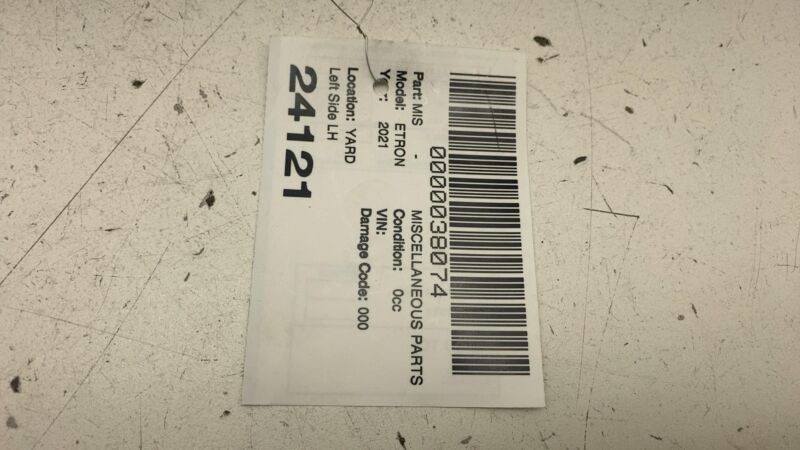 0000038074
Part: MIS - MISCELLANEOUS PARTS
Model: ETRON Condition: 0cc
2021 VIN:
Damage Code: 000
Location: YARD
Left Side LH
24121